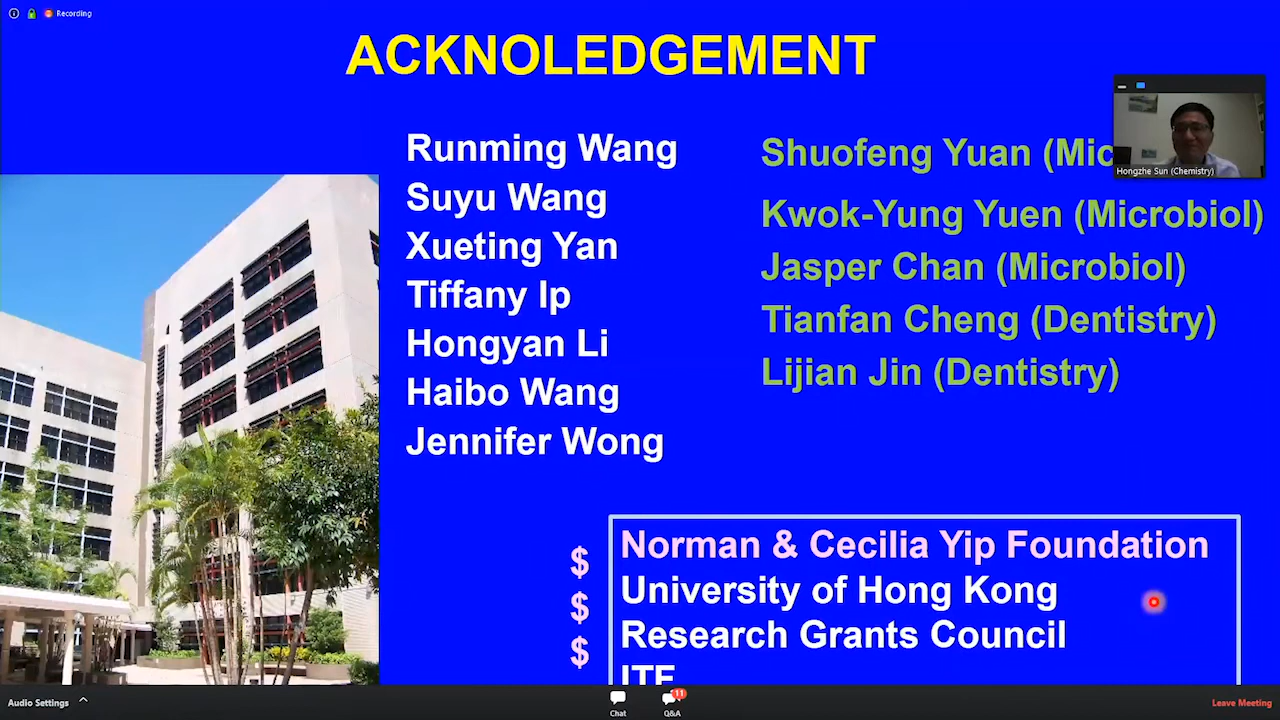 Recording
ACKNOLEDGEMENT
Runming Wang
Suyu Wang
Xueting Yan
Tiffany Ip
Hongyan Li
Haibo Wang
Jennifer Wong
Shuofeng Yuan (Mic
Kwok-Yung Yuen (Microbiol)
Jasper Chan (Microbiol)
Tianfan Cheng (Dentistry)
Lijian Jin (Dentistry)
Hongzhe Sun (Chemistry)
$ Norman & Cecilia Yip Foundation
$ University of Hong Kong
$ Research Grants Council
Audio Settings
Chat
11
Q&A
Leave Meeting